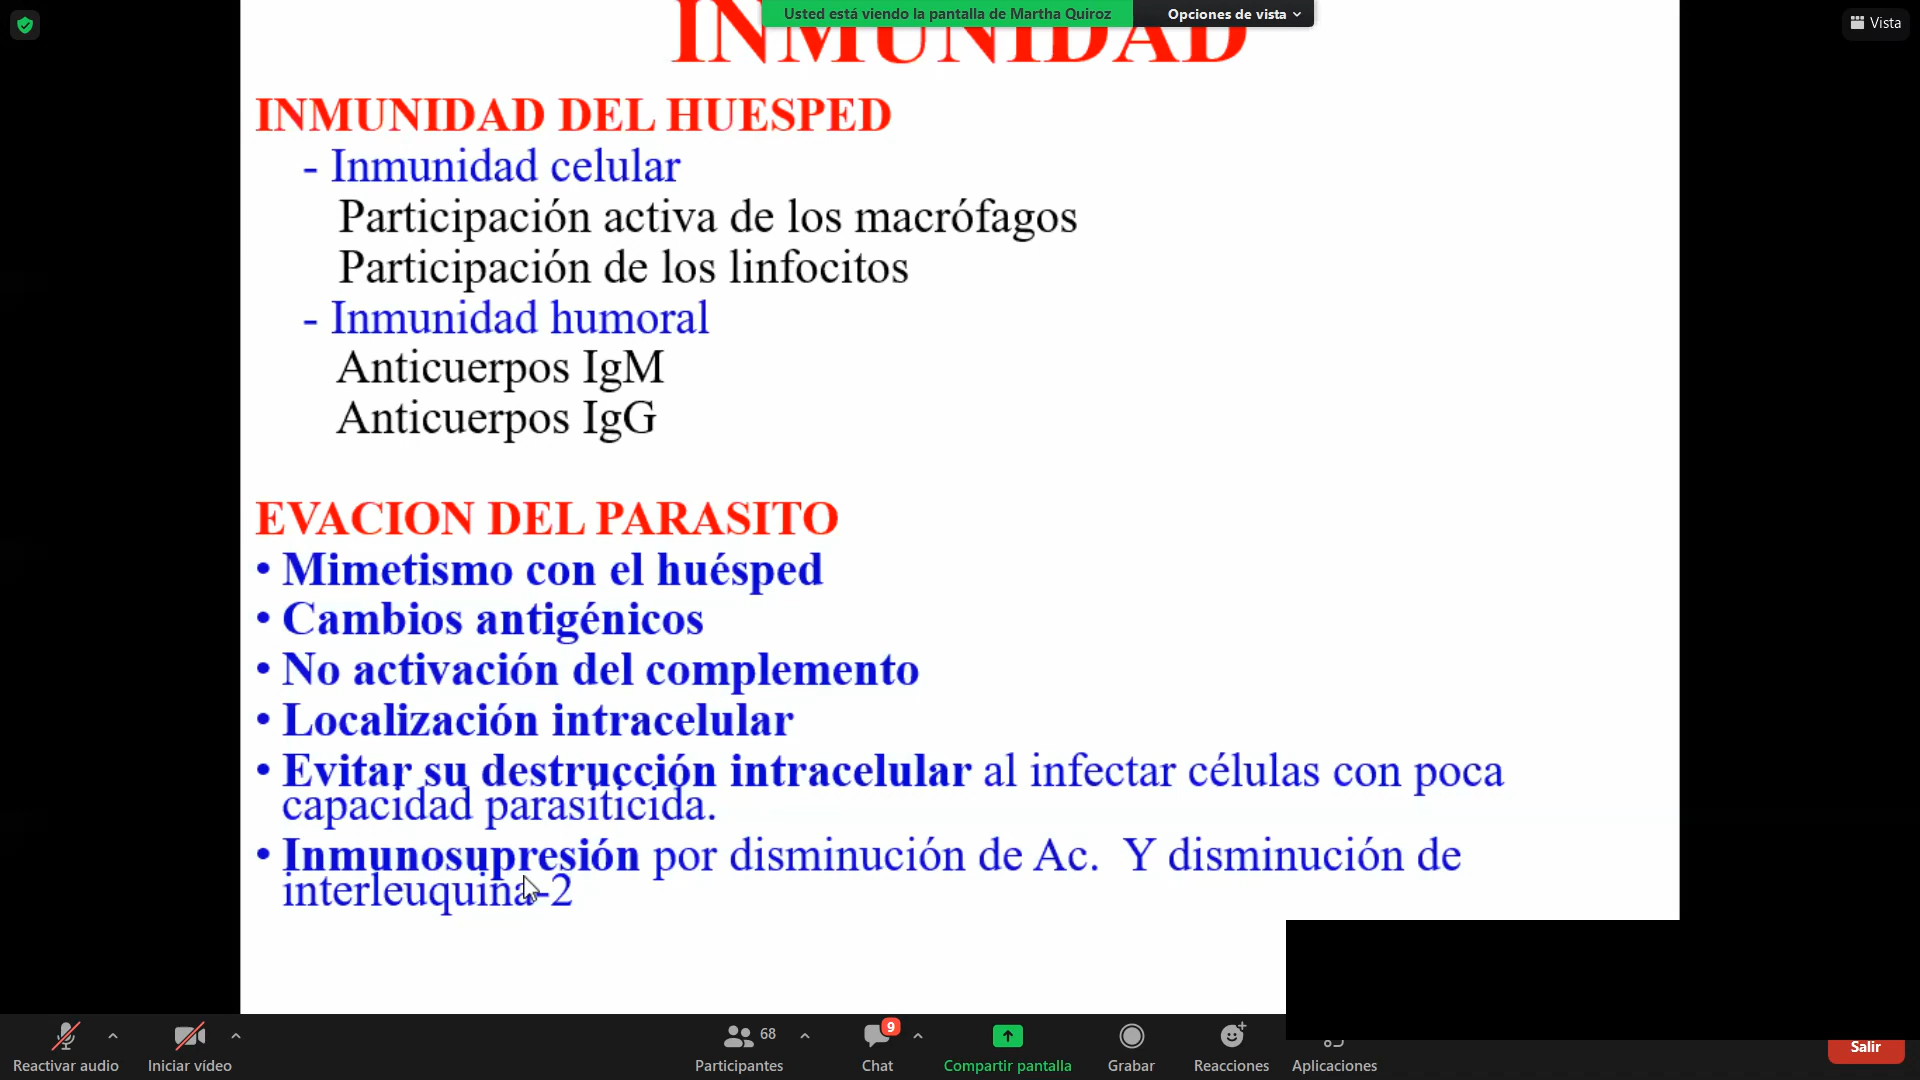 Usted está viendo la pantalla de Martha Quiroz
Opciones de vista
Vista
INMUNIDAD
INMUNIDAD DEL HUESPED
- Inmunidad celular
Participación activa de los macrófagos
Participación de los linfocitos
- Inmunidad humoral
Anticuerpos IgM
Anticuerpos IgG
EVACION DEL PARASITO
• Mimetismo con el huésped
• Cambios antigénicos
• No activación del complemento
• Localización intracelular
• Evitar su destrucción intracelular al infectar células con poca
capacidad parasiticida.
• Inmunosupresión por disminución de Ac. Y disminución de
interleuquina-2
68
9
Reactivar audio
Iniciar vídeo
Participantes
Chat
Compartir pantalla
Grabar
Reacciones
Aplicaciones
Salir